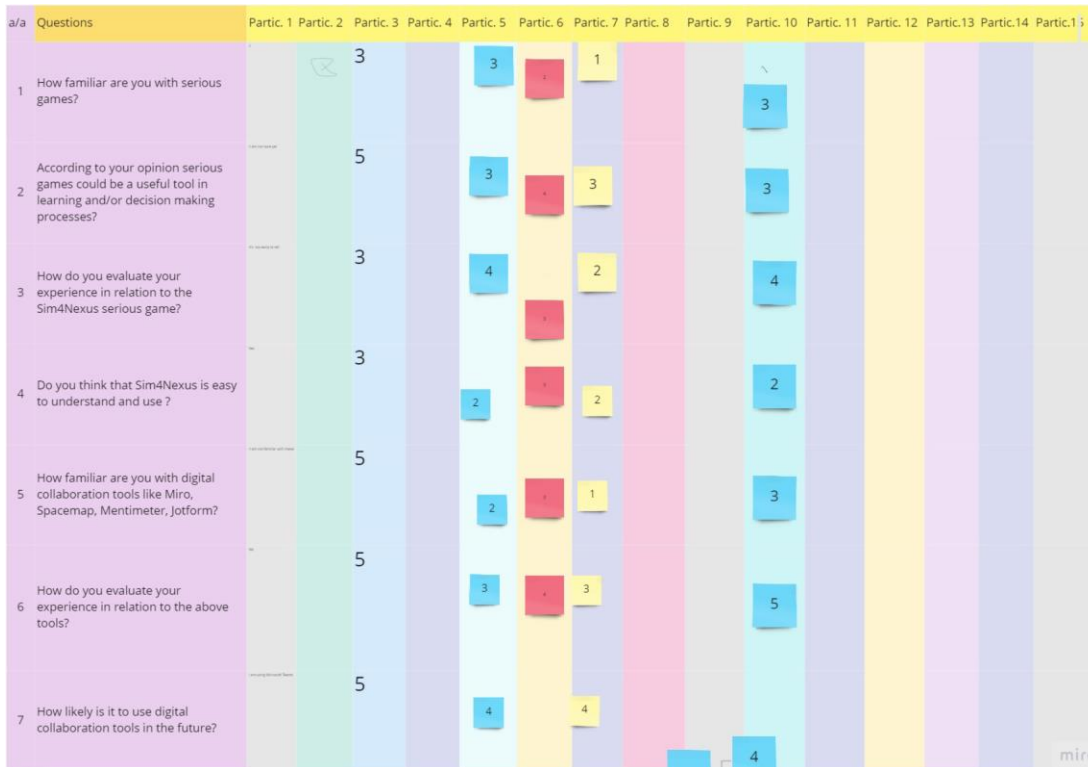 a/a Questions Partic. 1 Partic. 2 Partic. 3 Partic. 4 Partic. 5 Partic. 6 Partic. 7 Partic. 8 Partic. 9 Partic. 10 Partic. 11 Partic. 12 Partic.13 Partic.14 Partic.15
1 How familiar are you with serious
games?
3 3 1 3
2 According to your opinion serious
games could be a useful tool in
learning and/or decision making
processes?
5 3 3 3
3 How do you evaluate your
experience in relation to the
Sim4Nexus serious game?
3 4 2 4
4 Do you think that Sim4Nexus is easy
to understand and use ?
3 2 2 2
5 How familiar are you with digital
collaboration tools like Miro,
Spacemap, Mentimeter, Jotform?
5 2 1 3
6 How do you evaluate your
experience in relation to the above
tools?
5 3 3 5
7 How likely is it to use digital
collaboration tools in the future?
5 4 4 4